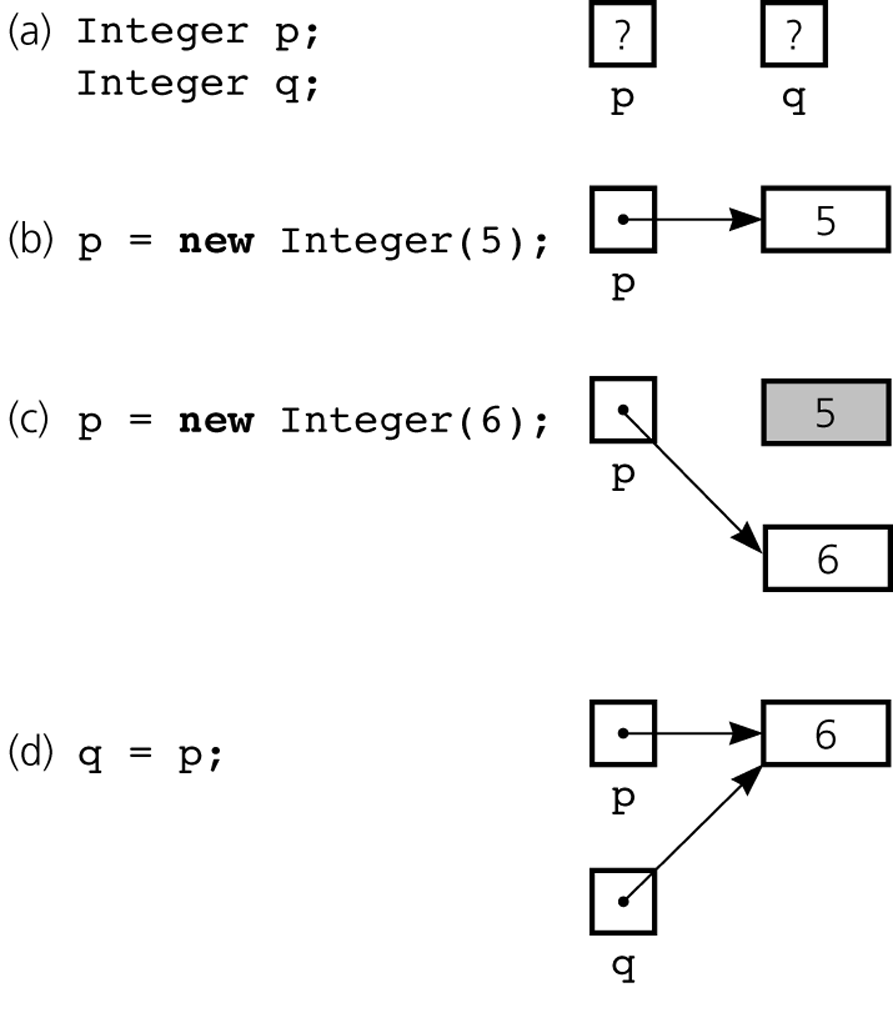 (a) Integer p;
Integer q;
? ?
p q
(b) p = new Integer(5);
5
p
(c) p = new Integer(6);
5
p
6
(d) q = p;
6
p
q